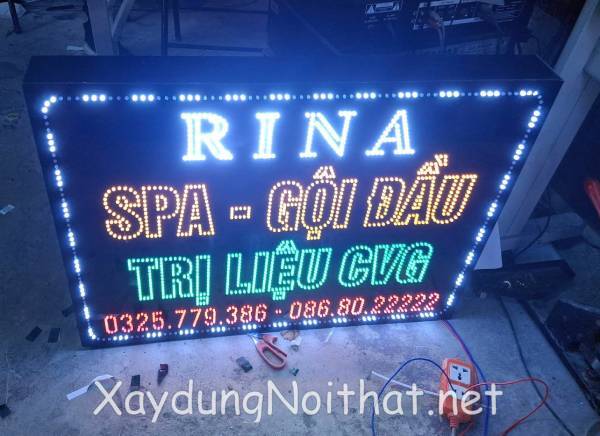 RINA
SPA - GỘI ĐẦU
TRỊ LIỆU CVG
0325.779.386 - 086.80.22222
XaydungNoithat.net